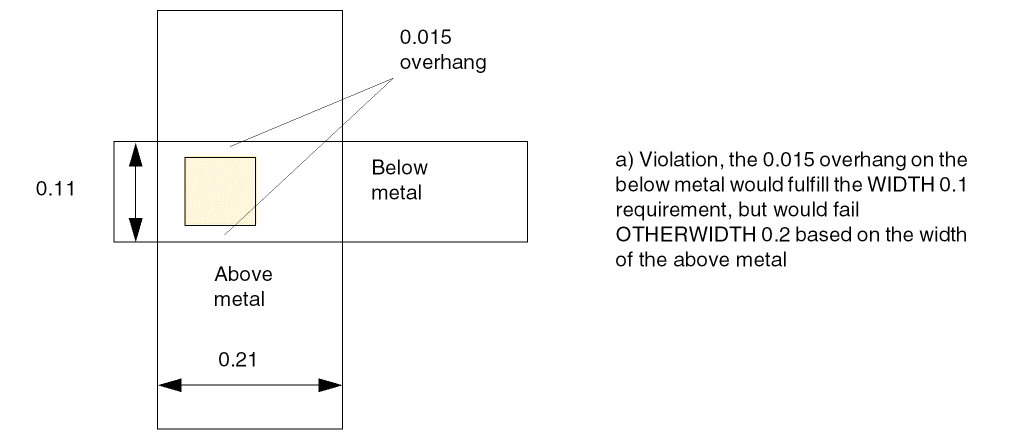 0.015
overhang
Below
metal
0.11
a) Violation, the 0.015 overhang on the
below metal would fulfill the WIDTH 0.1
requirement, but would fail
OTHERWIDTH 0.2 based on the width
of the above metal
Above
metal
0.21